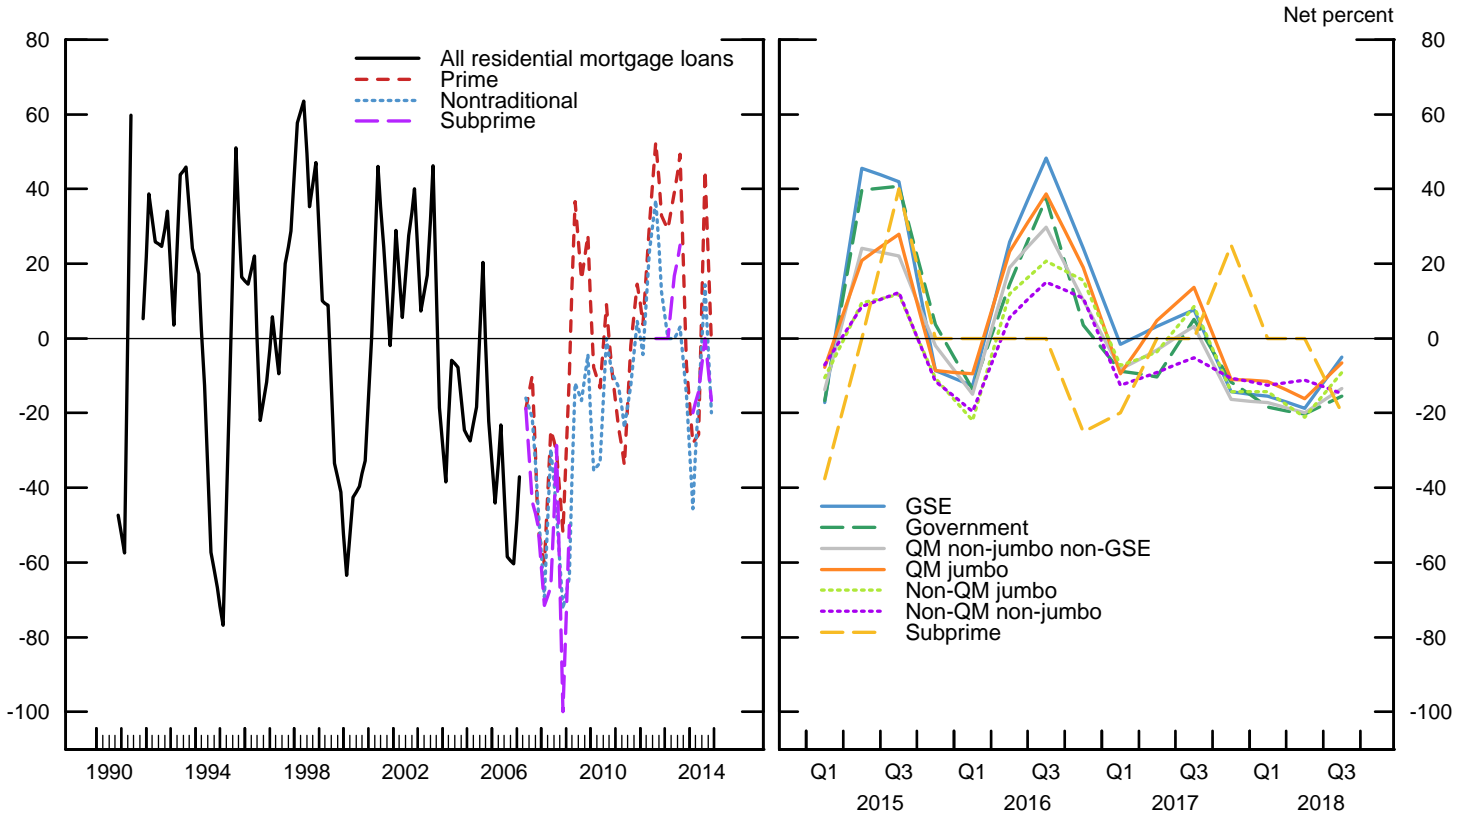 Net percent
80
60
40
20
0
-20
-40
-60
-80
-100
All residential mortgage loans
Prime
Nontraditional
Subprime
1990 1994 1998 2002 2006 2010 2014
80
60
40
20
0
-20
-40
-60
-80
-100
GSE
Government
QM non-jumbo non-GSE
QM jumbo
Non-QM jumbo
Non-QM non-jumbo
Subprime
Q1 Q3 Q1 Q3 Q1 Q3 Q1 Q3
2015 2016 2017 2018